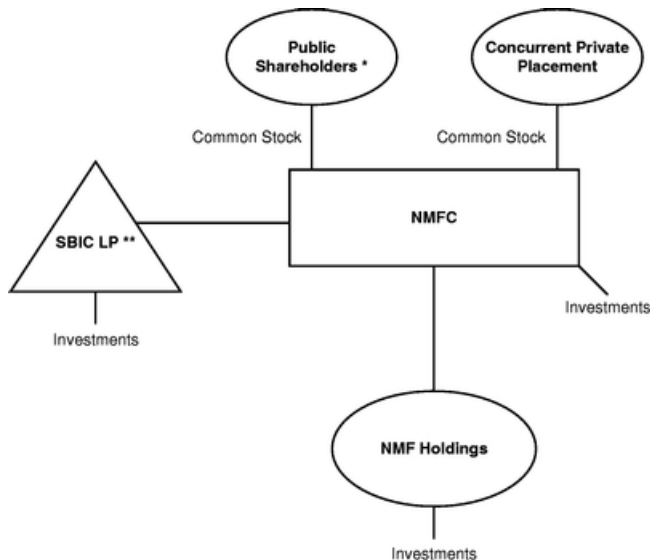 Public
Shareholders *
Concurrent Private
Placement
Common Stock
Common Stock
NMFC
SBIC LP **
Investments
Investments
NMF Holdings
Investments